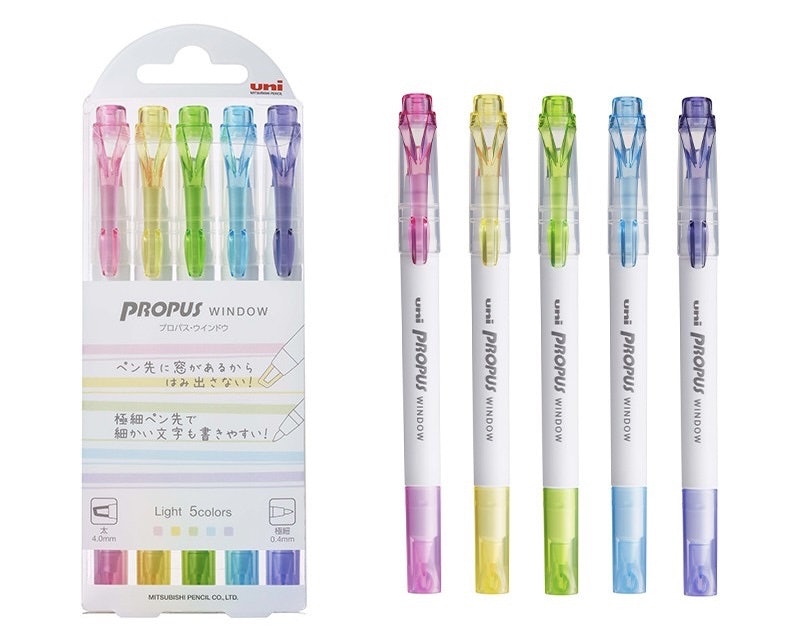 uni
MITSUBISHI PENCIL
PROPUS WINDOW
プロパス・ウインドウ
ペン先に窓があるから
はみ出さない!
極細ペン先で
細かい文字も書きやすい!
Light 5colors
太
4.0mm
極細
0.4mm
MITSUBISHI PENCIL CO., LTD.
uni PROPUS WINDOW
uni PROPUS WINDOW
uni PROPUS WINDOW
uni PROPUS WINDOW
uni PROPUS WINDOW